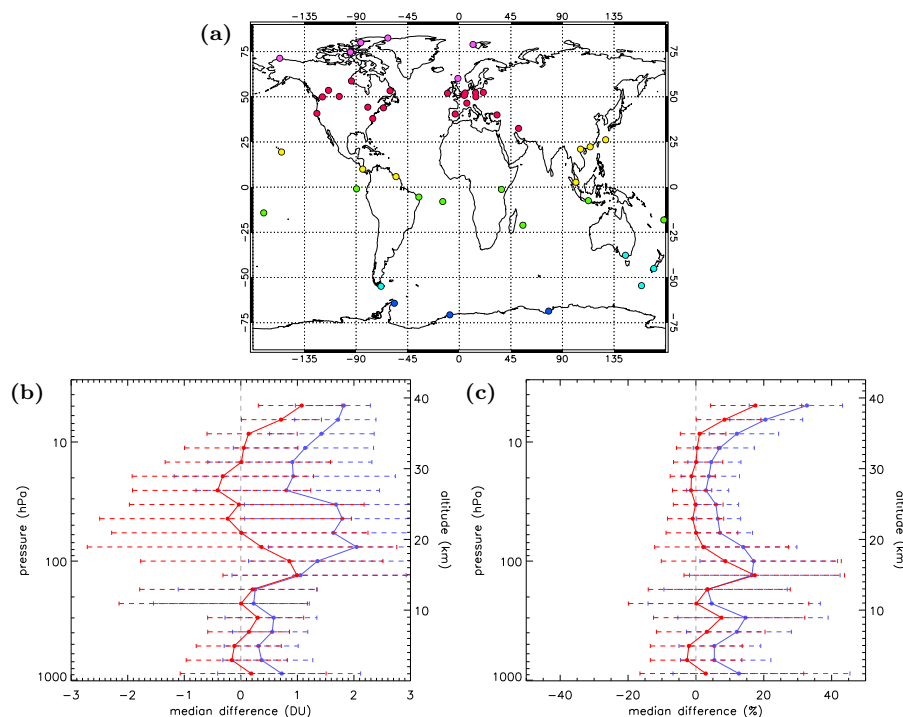 (a)
−135 −90 −45 0 45 90 135
75 75
50 50
25 25
0 0
−25 −25
−50 −50
−75 −75
−135 −90 −45 0 45 90 135
(b)
10
100
1000
pressure (hPa)
40
30
20
10
altitude (km)
−3 −2 −1 0 1 2 3
median difference (DU)
(c)
10
100
1000
pressure (hPa)
40
30
20
10
altitude (km)
−40 −20 0 20 40
median difference (%)